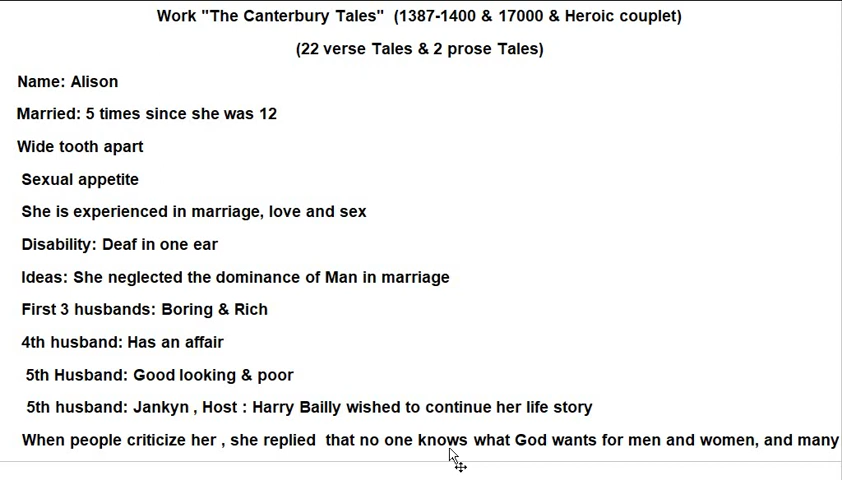 Work "The Canterbury Tales" (1387-1400 & 17000 & Heroic couplet)
(22 verse Tales & 2 prose Tales)
Name: Alison
Married: 5 times since she was 12
Wide tooth apart
Sexual appetite
She is experienced in marriage, love and sex
Disability: Deaf in one ear
Ideas: She neglected the dominance of Man in marriage
First 3 husbands: Boring & Rich
4th husband: Has an affair
5th Husband: Good looking & poor
5th husband: Jankyn , Host : Harry Bailly wished to continue her life story
When people criticize her , she replied that no one knows what God wants for men and women, and many